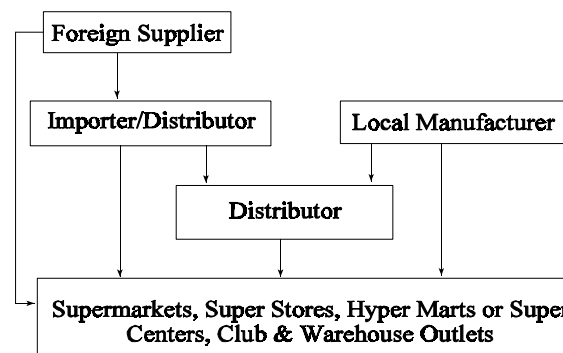 Foreign Supplier
Importer/Distributor
Local Manufacturer
Distributor
Supermarkets, Super Stores, Hyper Marts or Super
Centers, Club & Warehouse Outlets